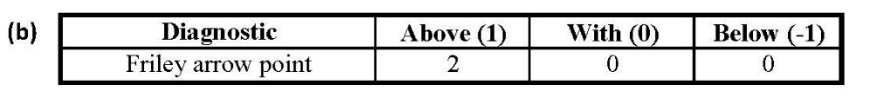 (b) Diagnostic Above (1) With (0) Below (-1)
Friley arrow point 2 0 0